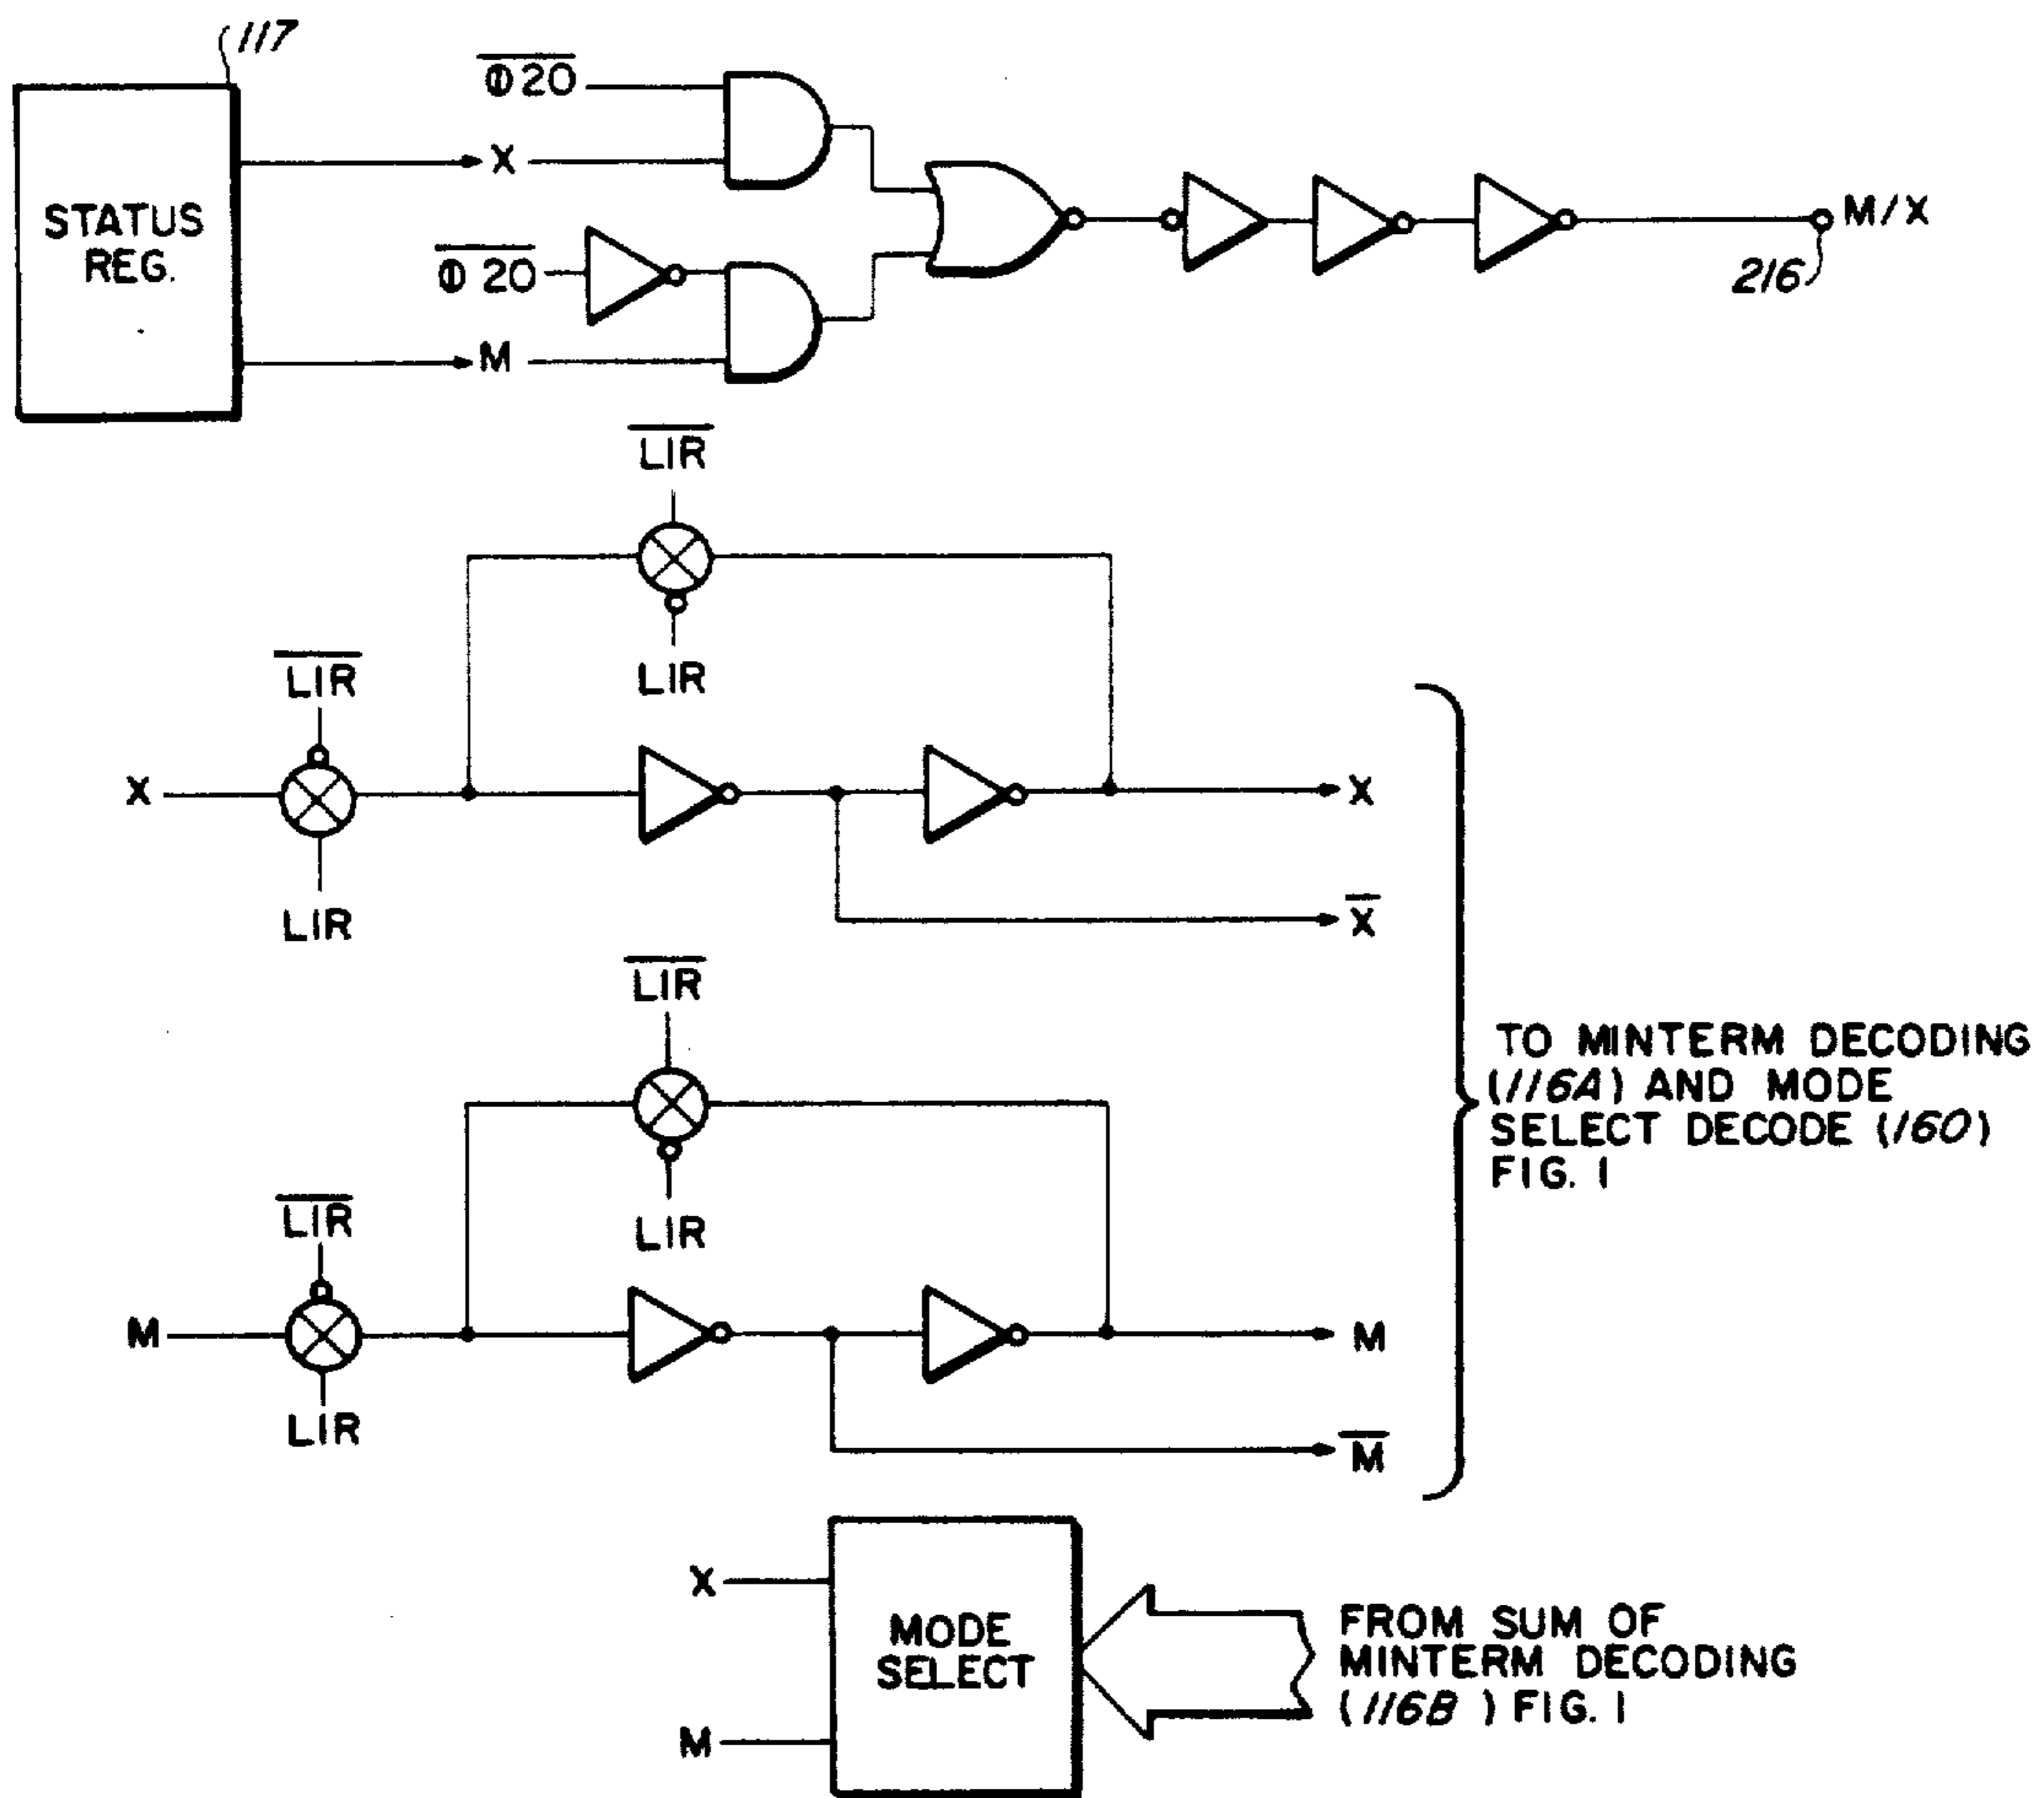 117
Φ20
X
STATUS
REG.
Φ20
M
M/X
216
LIR
LIR
LIR
X
X
LIR
X
LIR
LIR
LIR
M
M
LIR
M
TO MINTERM DECODING
(116A) AND MODE
SELECT DECODE (160)
FIG. 1
X
MODE
SELECT
M
FROM SUM OF
MINTERM DECODING
(116B) FIG. 1